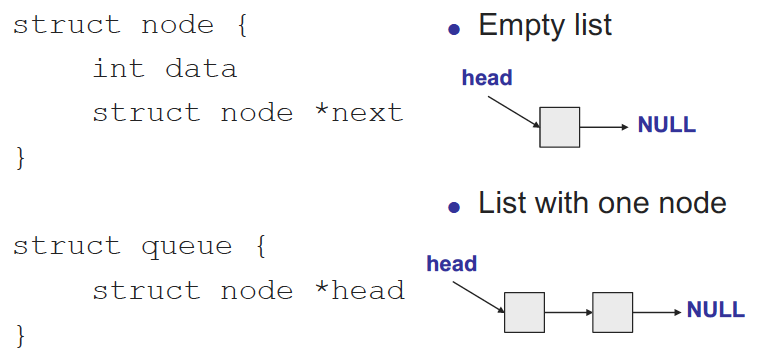 struct node {
int data
struct node *next
}
struct queue {
struct node *head
}
• Empty list
head
NULL
• List with one node
head
NULL